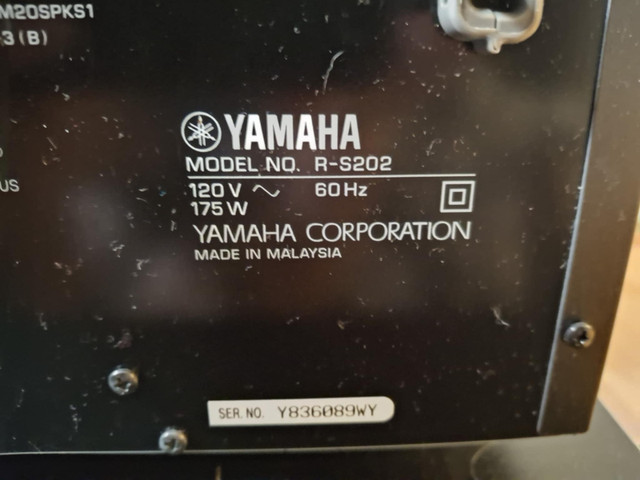 M20SPKS1
-3 (B)
US
YAMAHA
MODEL NO. R-S202
120 V ~ 60 Hz
175 W
YAMAHA CORPORATION
MADE IN MALAYSIA
SER. NO. Y836089WY